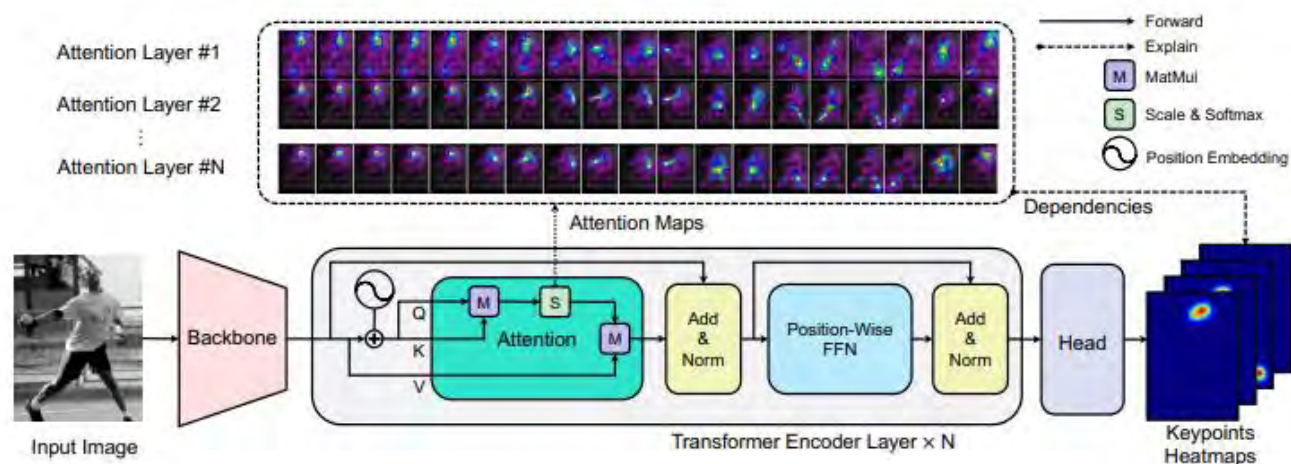 Attention Layer #1
Attention Layer #2
⋮
Attention Layer #N
Forward
Explain
M MatMul
S Scale & Softmax
Position Embedding
Attention Maps
Dependencies
Input Image
Backbone
Q
K
V
M
S
M
Attention
Add
&
Norm
Position-Wise
FFN
Add
&
Norm
Head
Transformer Encoder Layer × N
Keypoints
Heatmaps